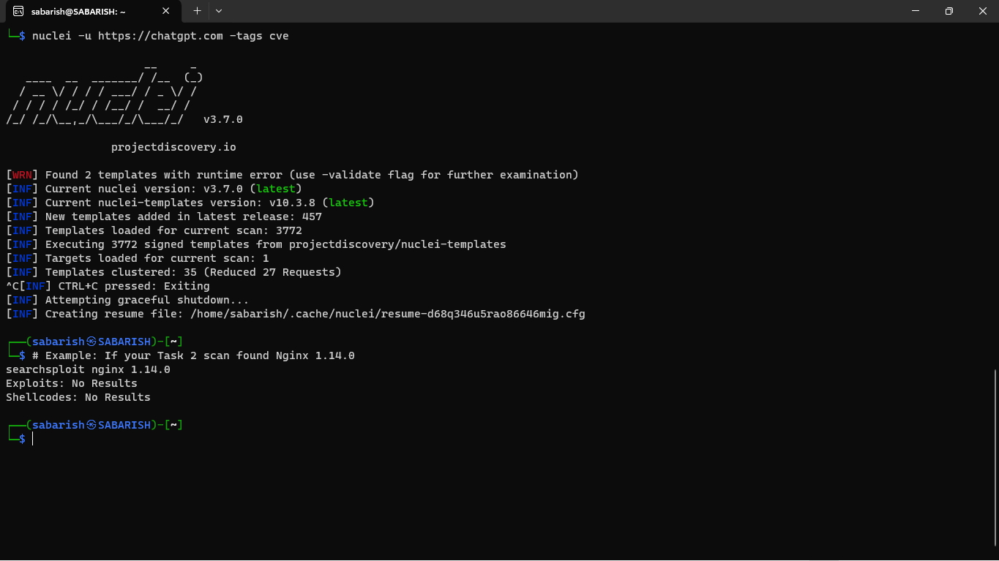 sabarish@SABARISH: ~
└─$ nuclei -u https://chatgpt.com -tags cve
                     __     _
   ____  __  _______/ /__  (_)
  / __ \/ / / / ___/ / _ \/ /
 / / / / /_/ / /__/ /  __/ /
/_/ /_/\__,_/\___/_/\___/_/   v3.7.0
projectdiscovery.io
[WRN] Found 2 templates with runtime error (use -validate flag for further examination)
[INF] Current nuclei version: v3.7.0 (latest)
[INF] Current nuclei-templates version: v10.3.8 (latest)
[INF] New templates added in latest release: 457
[INF] Templates loaded for current scan: 3772
[INF] Executing 3772 signed templates from projectdiscovery/nuclei-templates
[INF] Targets loaded for current scan: 1
[INF] Templates clustered: 35 (Reduced 27 Requests)
^C[INF] CTRL+C pressed: Exiting
[INF] Attempting graceful shutdown...
[INF] Creating resume file: /home/sabarish/.cache/nuclei/resume-d68q346u5rao86646mig.cfg
┌──(sabarish㉿SABARISH)-[~]
└─$ # Example: If your Task 2 scan found Nginx 1.14.0
searchsploit nginx 1.14.0
Exploits: No Results
Shellcodes: No Results
┌──(sabarish㉿SABARISH)-[~]
└─$